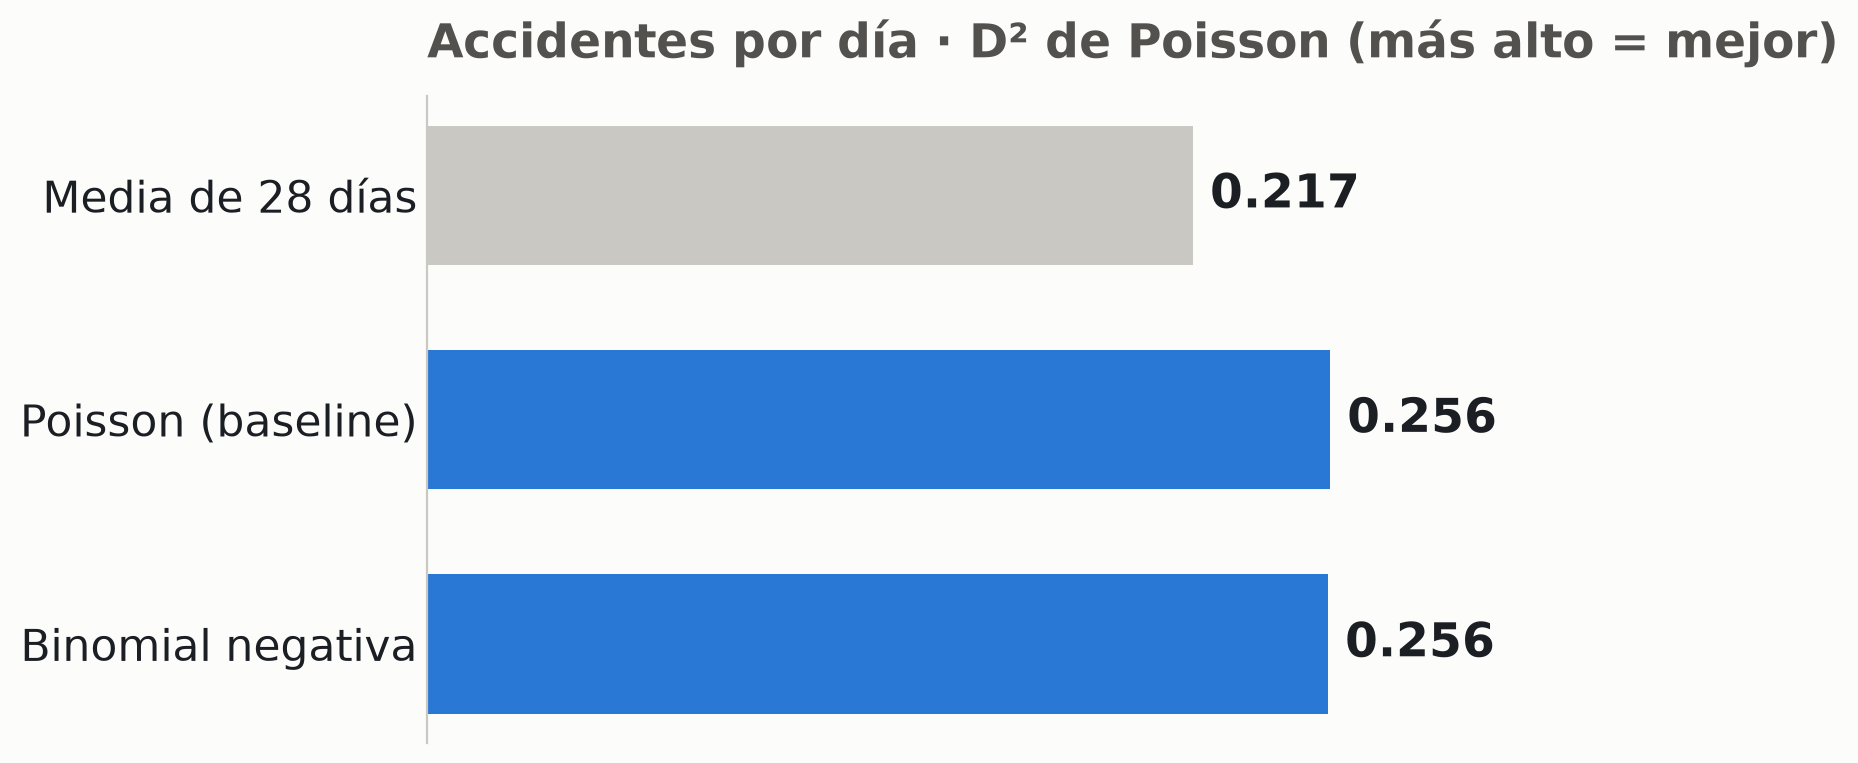 Accidentes por día · D² de Poisson (más alto = mejor)
Media de 28 días 0.217
Poisson (baseline) 0.256
Binomial negativa 0.256